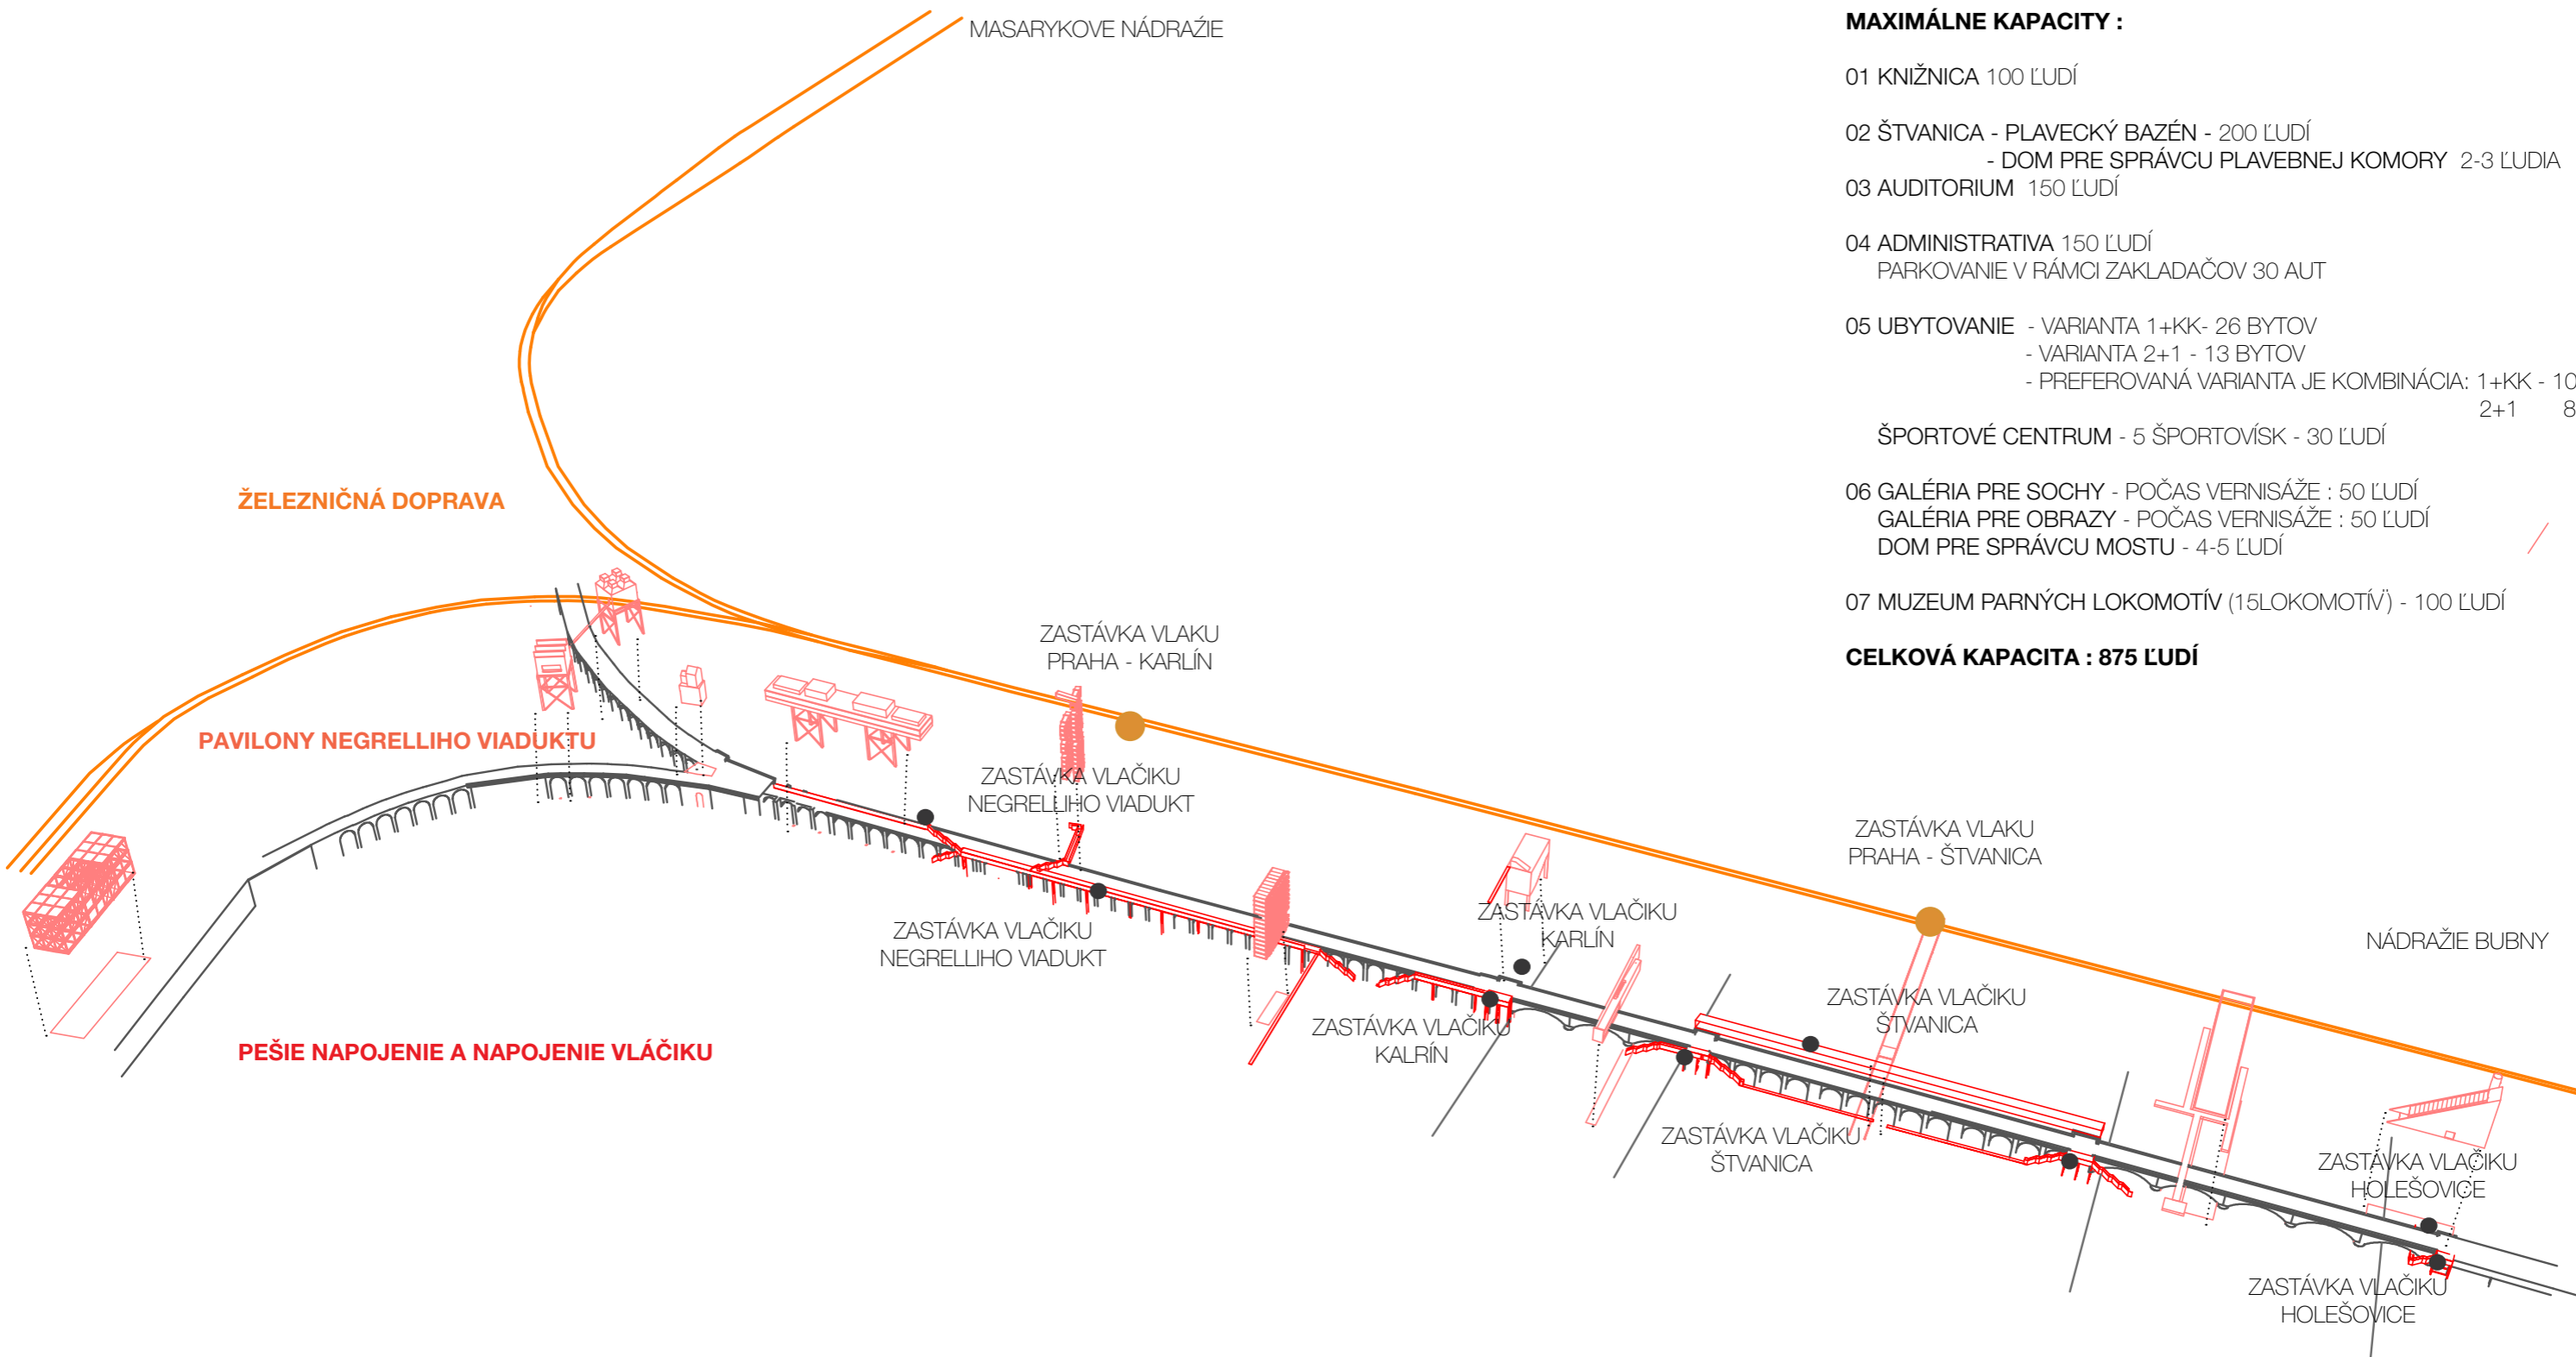 MASARYKOVE NÁDRAŽIE
MAXIMÁLNE KAPACITY :
01 KNIŽNICA 100 ĽUDÍ
02 ŠTVANICA - PLAVECKÝ BAZÉN - 200 ĽUDÍ
- DOM PRE SPRÁVCU PLAVEBNEJ KOMORY 2-3 ĽUDIA
03 AUDITORIUM 150 ĽUDÍ
04 ADMINISTRATIVA 150 ĽUDÍ
PARKOVANIE V RÁMCI ZAKLADAČOV 30 AUT
05 UBYTOVANIE - VARIANTA 1+KK- 26 BYTOV
- VARIANTA 2+1 - 13 BYTOV
- PREFEROVANÁ VARIANTA JE KOMBINÁCIA: 1+KK - 10
2+1 8
ŠPORTOVÉ CENTRUM - 5 ŠPORTOVÍSK - 30 ĽUDÍ
06 GALÉRIA PRE SOCHY - POČAS VERNISÁŽE : 50 ĽUDÍ
GALÉRIA PRE OBRAZY - POČAS VERNISÁŽE : 50 ĽUDÍ
DOM PRE SPRÁVCU MOSTU - 4-5 ĽUDÍ
07 MUZEUM PARNÝCH LOKOMOTÍV (15LOKOMOTÍV) - 100 ĽUDÍ
CELKOVÁ KAPACITA : 875 ĽUDÍ
ŽELEZNIČNÁ DOPRAVA
ZASTÁVKA VLAKU
PRAHA - KARLÍN
PAVILONY NEGRELLIHO VIADUKTU
ZASTÁVKA VLAČIKU
NEGRELLIHO VIADUKT
ZASTÁVKA VLAKU
PRAHA - ŠTVANICA
ZASTÁVKA VLAČIKU
NEGRELLIHO VIADUKT
ZASTÁVKA VLAČIKU
KARLÍN
NÁDRAŽIE BUBNY
ZASTÁVKA VLAČIKU
ŠTVANICA
ZASTÁVKA VLAČIKU
KALRÍN
PEŠIE NAPOJENIE A NAPOJENIE VLÁČIKU
ZASTÁVKA VLAČIKU
ŠTVANICA
ZASTÁVKA VLAČIKU
HOLEŠOVICE
ZASTÁVKA VLAČIKU
HOLEŠOVICE